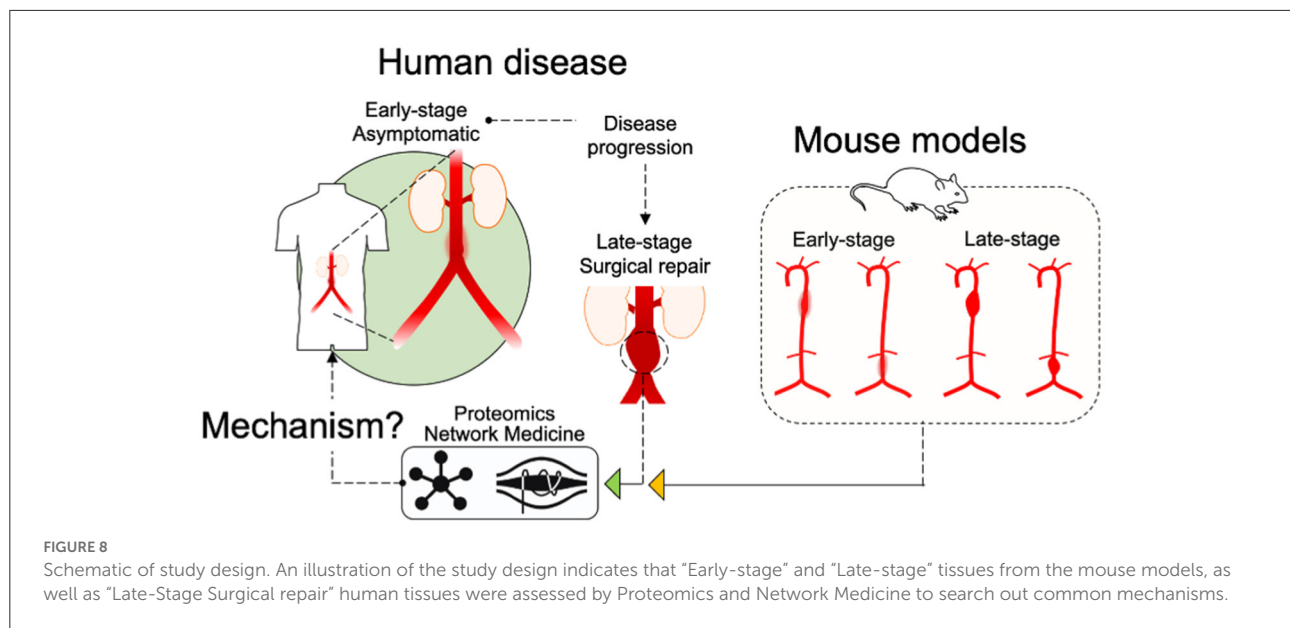 Human disease
Early-stage
Asymptomatic
Disease
progression
Late-stage
Surgical repair
Mouse models
Early-stage
Late-stage
Mechanism?
Proteomics
Network Medicine
FIGURE 8
Schematic of study design. An illustration of the study design indicates that “Early-stage” and “Late-stage” tissues from the mouse models, as
well as “Late-Stage Surgical repair” human tissues were assessed by Proteomics and Network Medicine to search out common mechanisms.